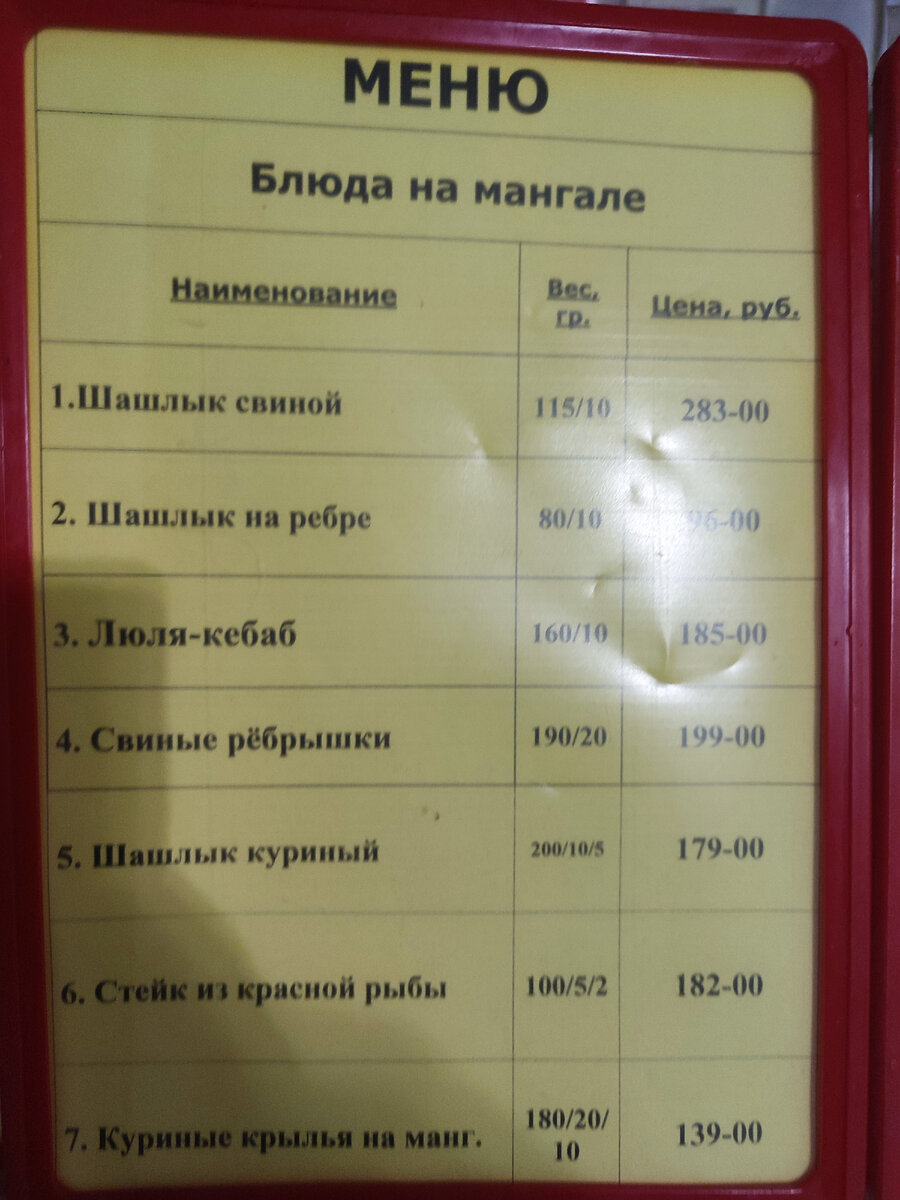 МЕНЮ
Блюда на мангале
Наименование Вес, гр. Цена, руб.
1.Шашлык свиной 115/10 283-00
2. Шашлык на ребре 80/10 96-00
3. Люля-кебаб 160/10 185-00
4. Свиные рёбрышки 190/20 199-00
5. Шашлык куриный 200/10/5 179-00
6. Стейк из красной рыбы 100/5/2 182-00
7. Куриные крылья на манг. 180/20/10 139-00